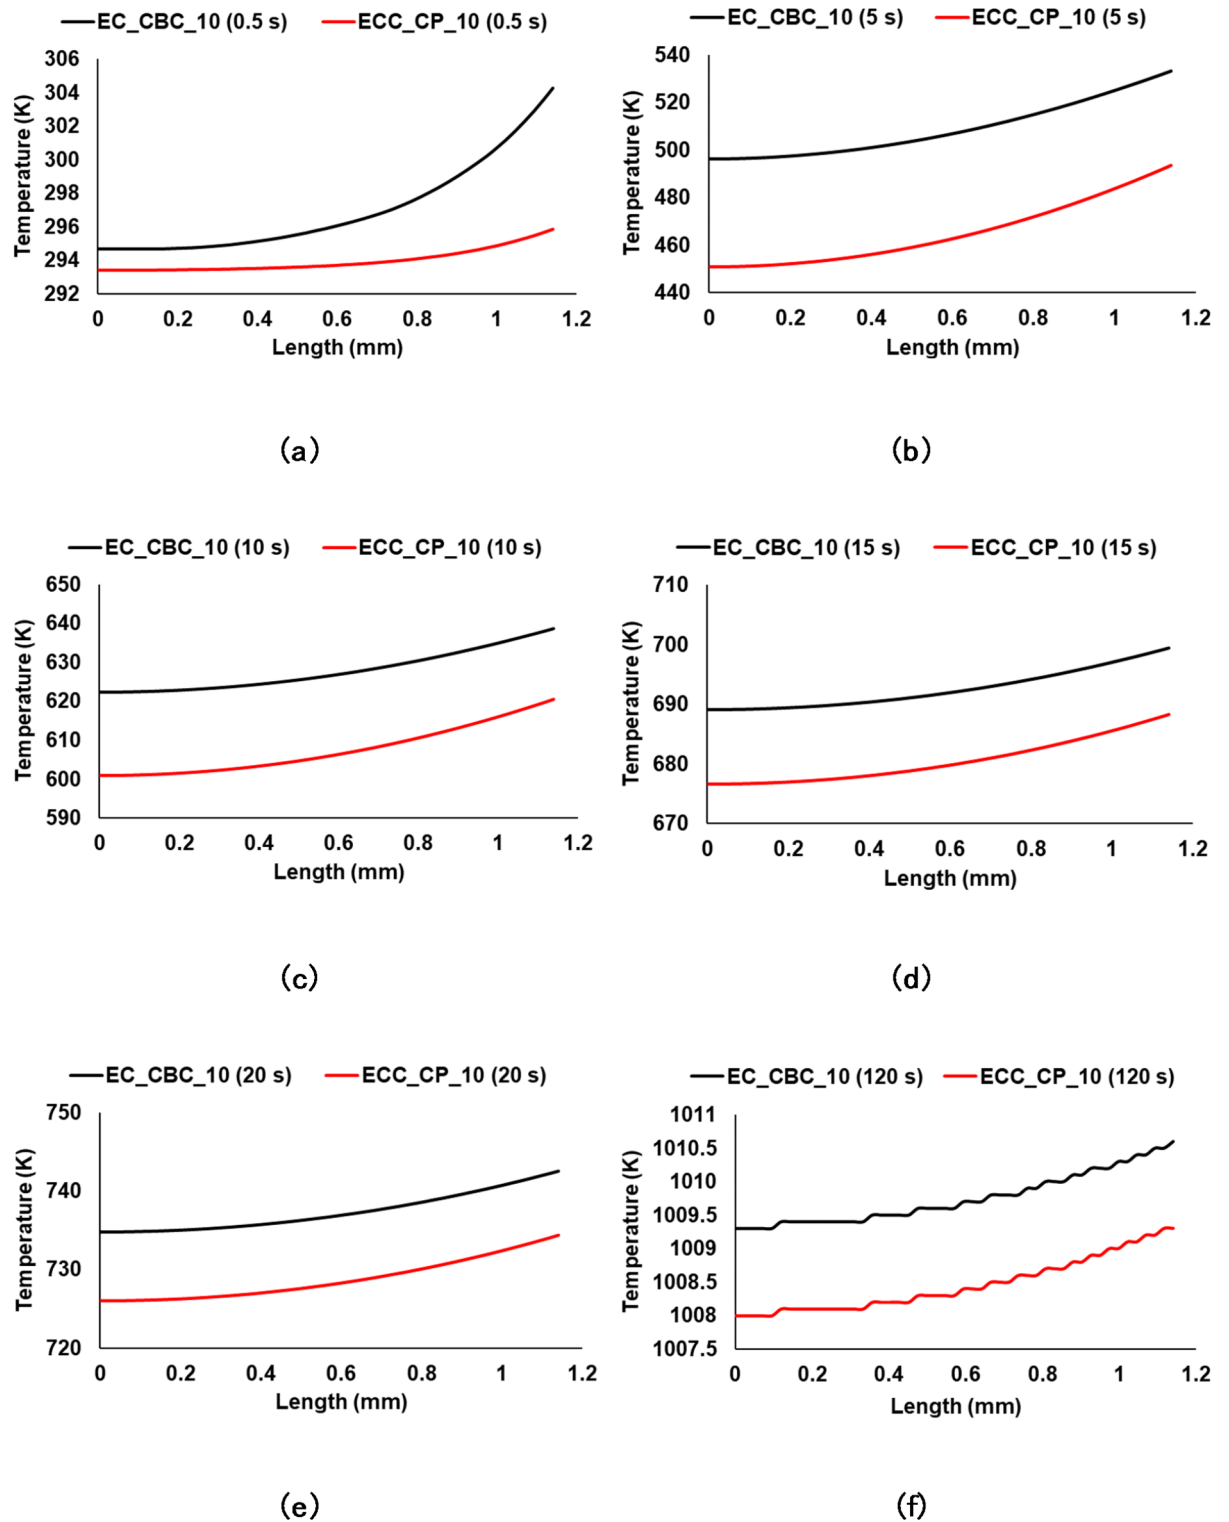 EC_CBC_10 (0.5 s) ECC_CP_10 (0.5 s)
306
304
302
300
298
296
294
292
Temperature (K)
0 0.2 0.4 0.6 0.8 1 1.2
Length (mm)
(a)
EC_CBC_10 (5 s) ECC_CP_10 (5 s)
540
520
500
480
460
440
Temperature (K)
0 0.2 0.4 0.6 0.8 1 1.2
Length (mm)
(b)
EC_CBC_10 (10 s) ECC_CP_10 (10 s)
650
640
630
620
610
600
590
Temperature (K)
0 0.2 0.4 0.6 0.8 1 1.2
Length (mm)
(c)
EC_CBC_10 (15 s) ECC_CP_10 (15 s)
710
700
690
680
670
Temperature (K)
0 0.2 0.4 0.6 0.8 1 1.2
Length (mm)
(d)
EC_CBC_10 (20 s) ECC_CP_10 (20 s)
750
740
730
720
Temperature (K)
0 0.2 0.4 0.6 0.8 1 1.2
Length (mm)
(e)
EC_CBC_10 (120 s) ECC_CP_10 (120 s)
1011
1010.5
1010
1009.5
1009
1008.5
1008
1007.5
Temperature (K)
0 0.2 0.4 0.6 0.8 1 1.2
Length (mm)
(f)